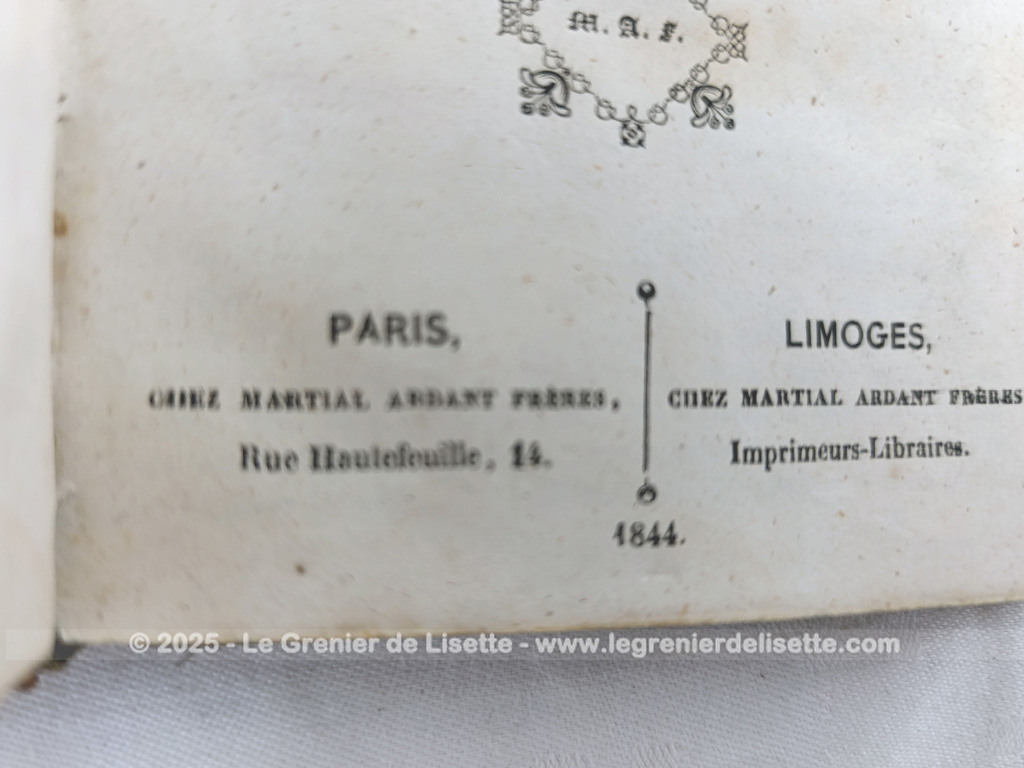 M. A. F.
PARIS,
CHEZ MARTIAL ARDANT FRÈRES,
Rue Hautefeuille, 14.
LIMOGES,
CHEZ MARTIAL ARDANT FRÈRES
Imprimeurs-Libraires.
1844.
© 2025 - Le Grenier de Lisette - www.legrenierdelisette.com